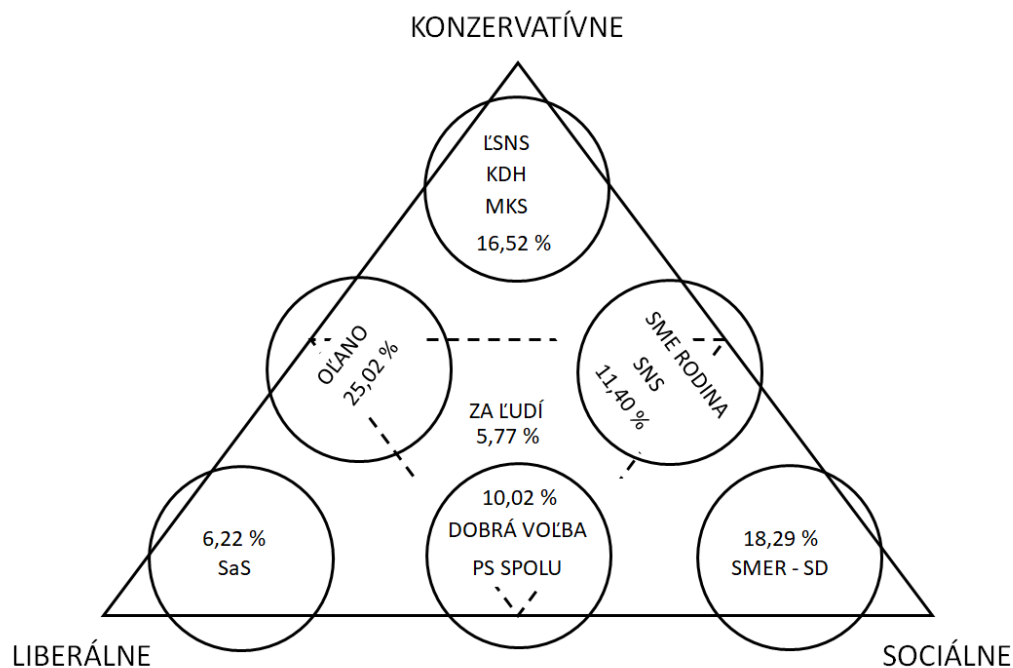 KONZERVATÍVNE
ĽSNS
KDH
MKS
16,52 %
OĽANO
25,02 %
SME RODINA
SNS
11,40 %
ZA ĽUDÍ
5,77 %
6,22 %
SaS
10,02 %
DOBRÁ VOĽBA
PS SPOLU
18,29 %
SMER - SD
LIBERÁLNE
SOCIÁLNE